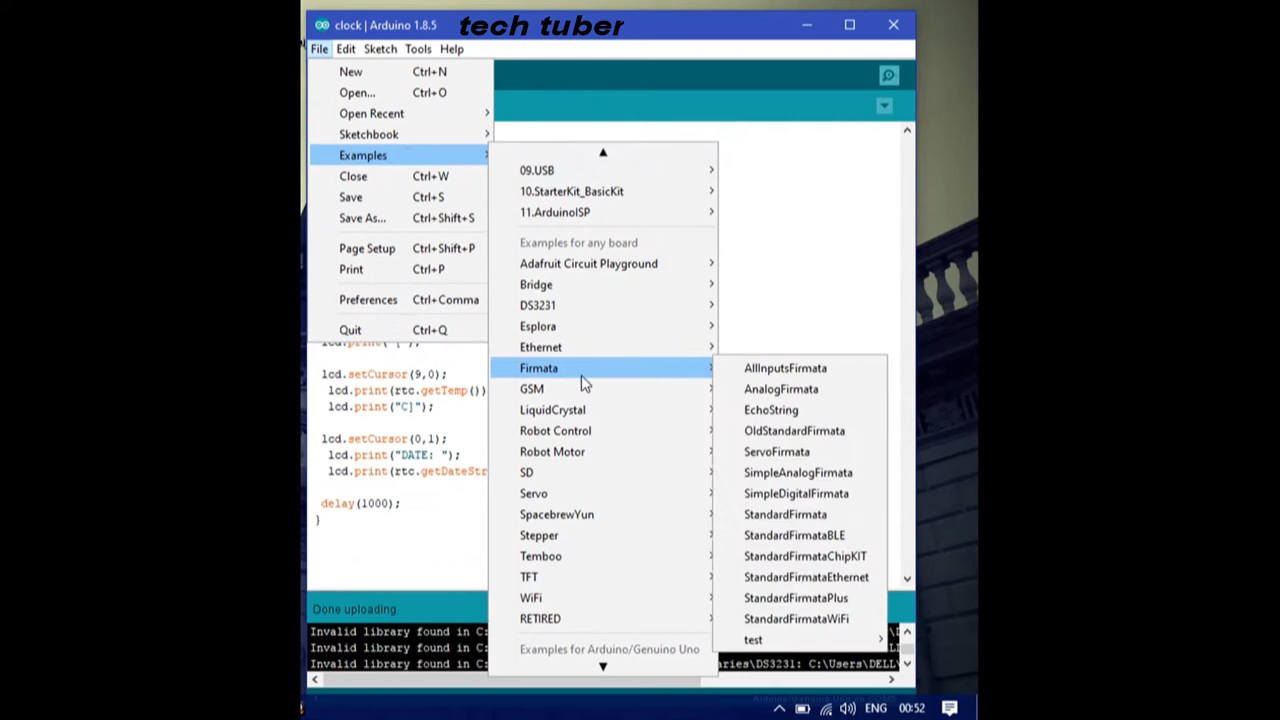 clock | Arduino 1.8.5
tech tuber
File Edit Sketch Tools Help
New Ctrl+N
Open... Ctrl+O
Open Recent
Sketchbook
Examples
Close Ctrl+W
Save Ctrl+S
Save As... Ctrl+Shift+S
Page Setup Ctrl+Shift+P
Print Ctrl+P
Preferences Ctrl+Comma
Quit Ctrl+Q
09.USB
10.StarterKit_BasicKit
11.ArduinoISP
Examples for any board
Adafruit Circuit Playground
Bridge
DS3231
Esplora
Ethernet
Firmata
GSM
LiquidCrystal
Robot Control
Robot Motor
SD
Servo
SpacebrewYun
Stepper
Temboo
TFT
WiFi
RETIRED
Examples for Arduino/Genuino Uno
AllInputsFirmata
AnalogFirmata
EchoString
OldStandardFirmata
ServoFirmata
SimpleAnalogFirmata
SimpleDigitalFirmata
StandardFirmata
StandardFirmataBLE
StandardFirmataChipKIT
StandardFirmataEthernet
StandardFirmataPlus
StandardFirmataWiFi
test
lcd.setCursor(9,0);
lcd.print(rtc.getTemp())
lcd.print("C]");
lcd.setCursor(0,1);
lcd.print("DATE: ");
lcd.print(rtc.getDateStr
delay(1000);
}
Done uploading.
Invalid library found in C:
Invalid library found in C:
Invalid library found in C: aries\DS3231: C:\Users\DELL\
ENG 00:52